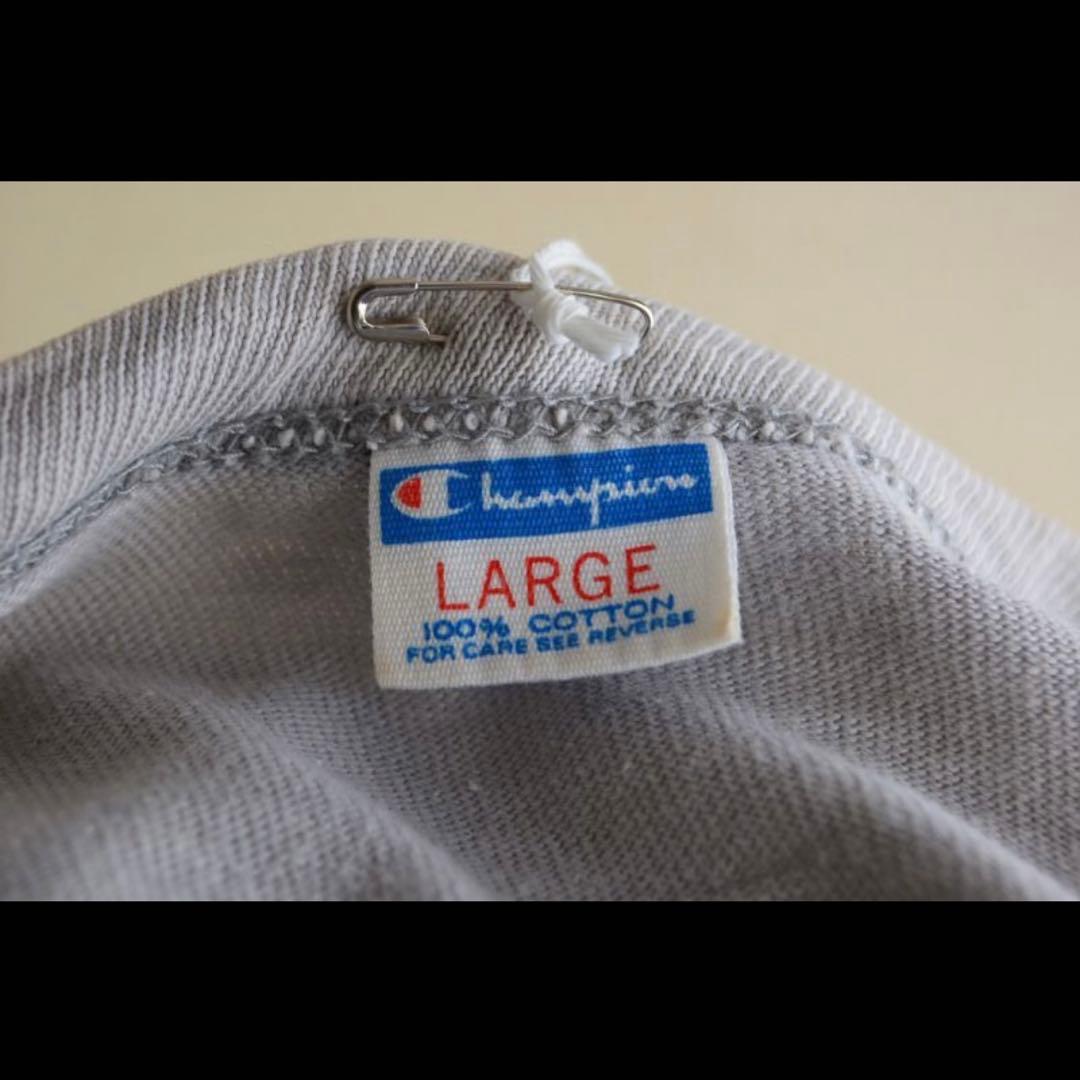 Champion
LARGE
100% COTTON
FOR CARE SEE REVERSE